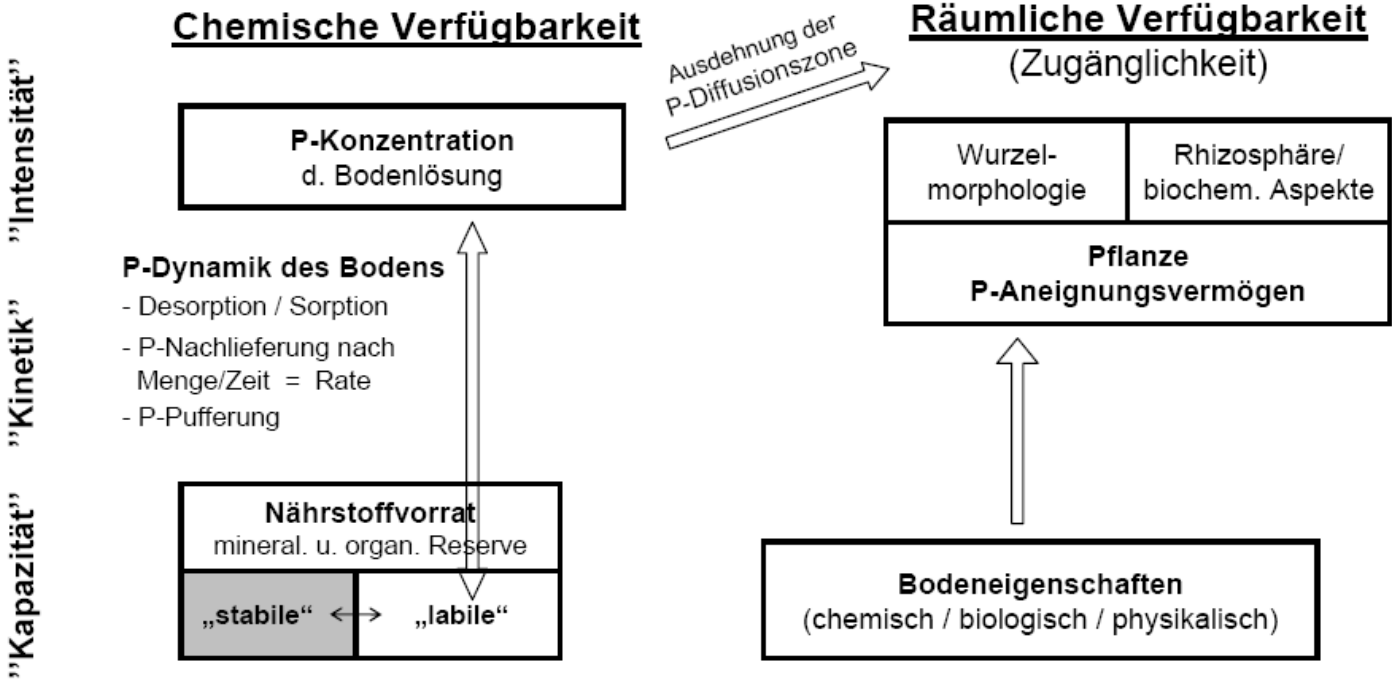 Chemische Verfügbarkeit
Räumliche Verfügbarkeit
(Zugänglichkeit)
Ausdehnung der
P-Diffusionszone
”Intensität”
”Kinetik”
”Kapazität”
P-Konzentration
d. Bodenlösung
P-Dynamik des Bodens
- Desorption / Sorption
- P-Nachlieferung nach
Menge/Zeit = Rate
- P-Pufferung
Nährstoffvorrat
mineral. u. organ. Reserve
„stabile“
„labile“
Wurzel-
morphologie
Rhizosphäre/
biochem. Aspekte
Pflanze
P-Aneignungsvermögen
Bodeneigenschaften
(chemisch / biologisch / physikalisch)